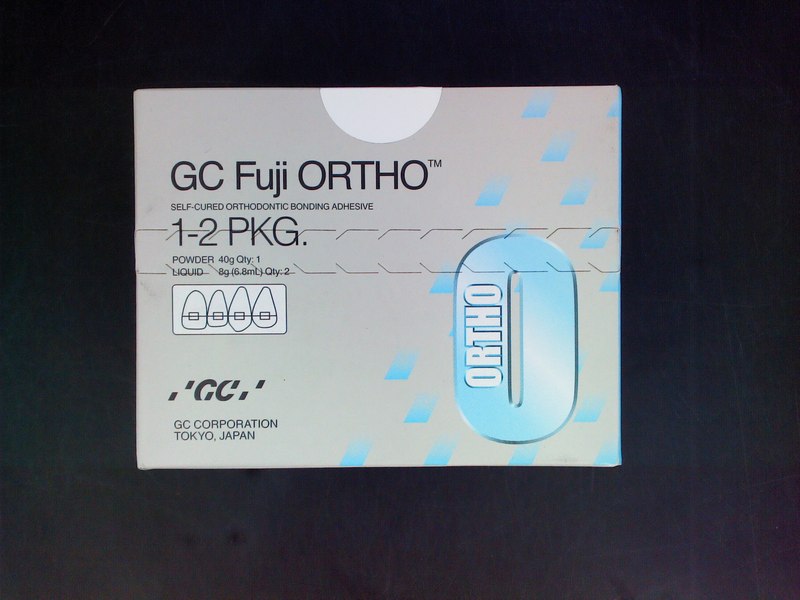 GC Fuji ORTHO™
SELF-CURED ORTHODONTIC BONDING ADHESIVE
1-2 PKG.
POWDER 40g Qty: 1
LIQUID 8g (6.8mL) Qty: 2
ORTHO
GC
GC CORPORATION
TOKYO, JAPAN